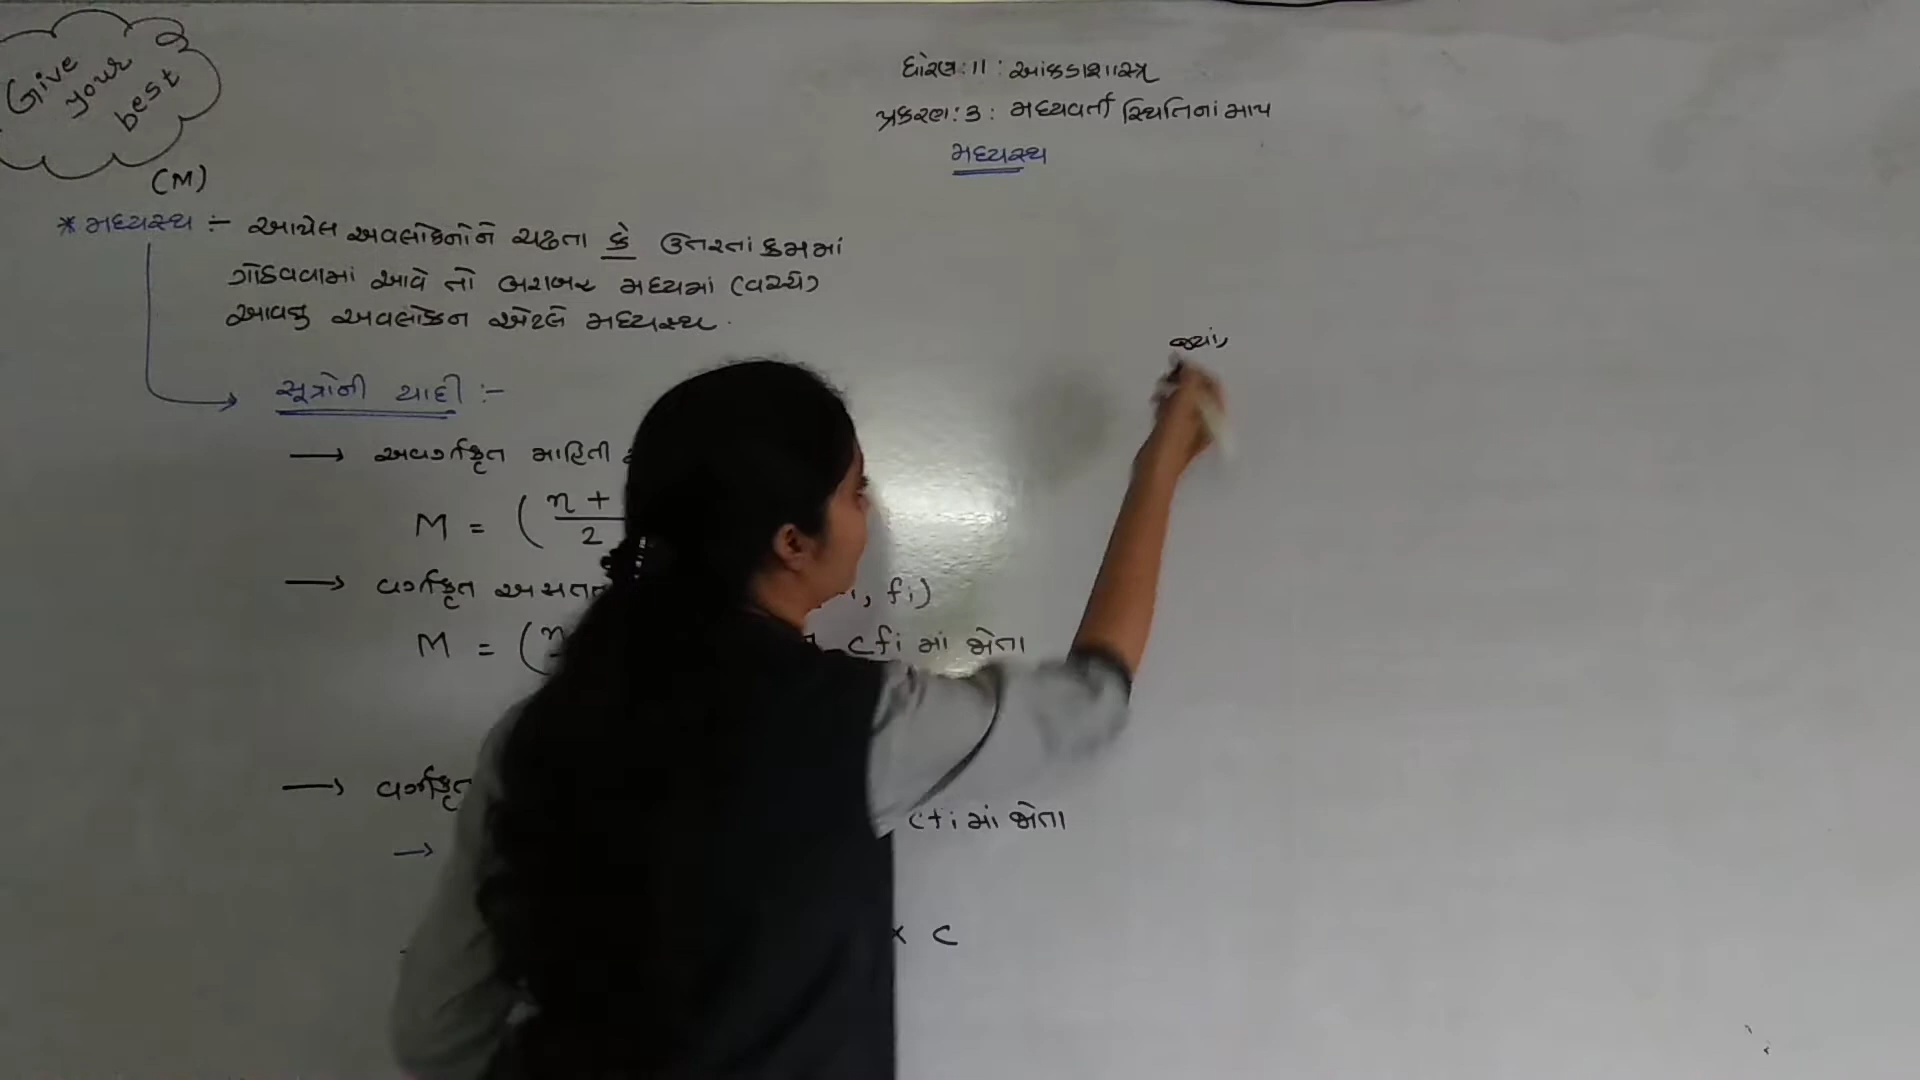 Give
your
best
ધોરણ : 11 : આંકડાશાસ્ત્ર
પ્રકરણ : 3 : મધ્યવર્તી સ્થિતિનાં માપ
મધ્યસ્થ
(M)
* મધ્યસ્થ :- આપેલ અવલોકનોને ચઢતા કે ઉતરતાં ક્રમમાં
ગોઠવવામાં આવે તો બરાબર મધ્યમાં (વચ્ચે)
આવતુ અવલોકન એટલે મધ્યસ્થ.
જ્યાં,
સૂત્રોની યાદી :-
→ અવર્ગીકૃત માહિતી
M = ( n + 2
→ વર્ગીકૃત અસતત , fi)
M = ( n cfi માં જોતા
→ વર્ગીકૃત
→ cfi માં જોતા
× c